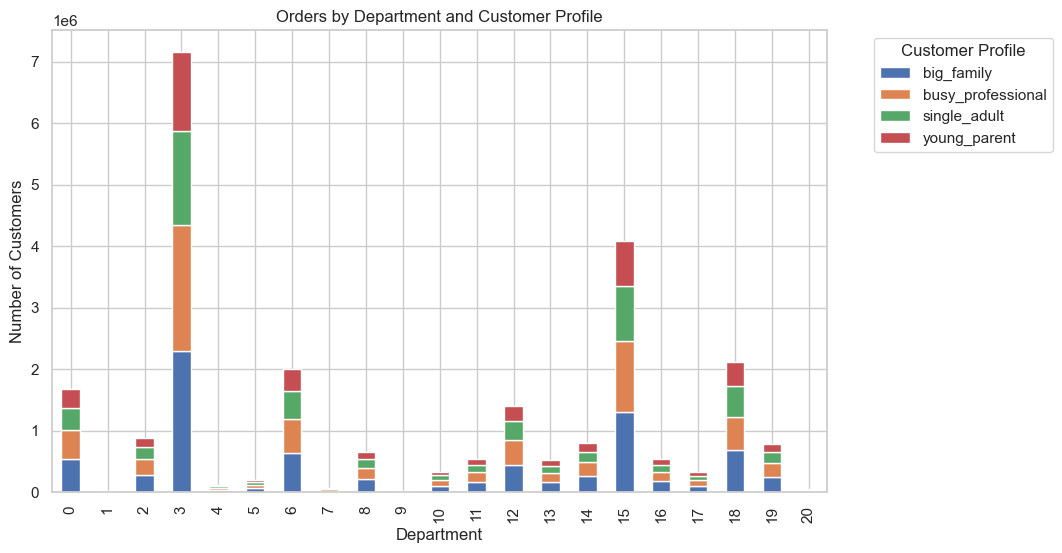 Orders by Department and Customer Profile
1e6
7
6
5
4
3
2
1
0
Number of Customers
0 1 2 3 4 5 6 7 8 9 10 11 12 13 14 15 16 17 18 19 20
Department
Customer Profile
big_family
busy_professional
single_adult
young_parent